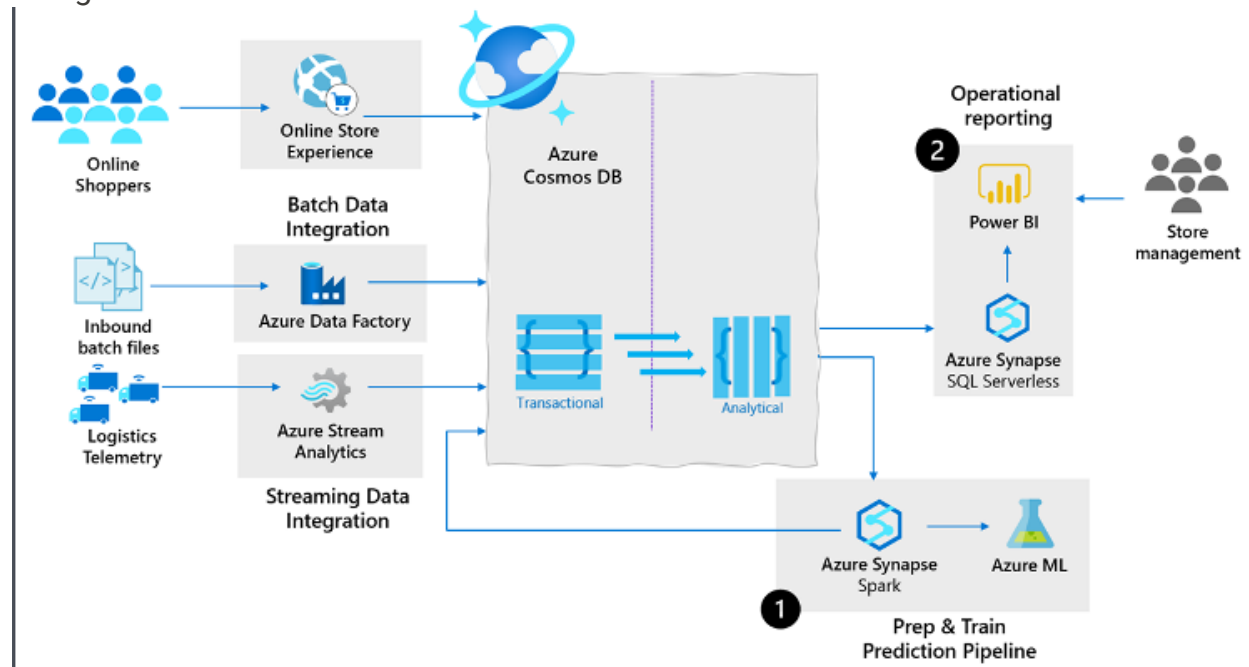 Online
Shoppers
Online Store
Experience
Batch Data
Integration
Inbound
batch files
Azure Data Factory
Logistics
Telemetry
Azure Stream
Analytics
Streaming Data
Integration
Azure
Cosmos DB
Transactional
Analytical
Operational
reporting
2
Power BI
Azure Synapse
SQL Serverless
Store
management
Azure Synapse
Spark
Azure ML
1
Prep & Train
Prediction Pipeline